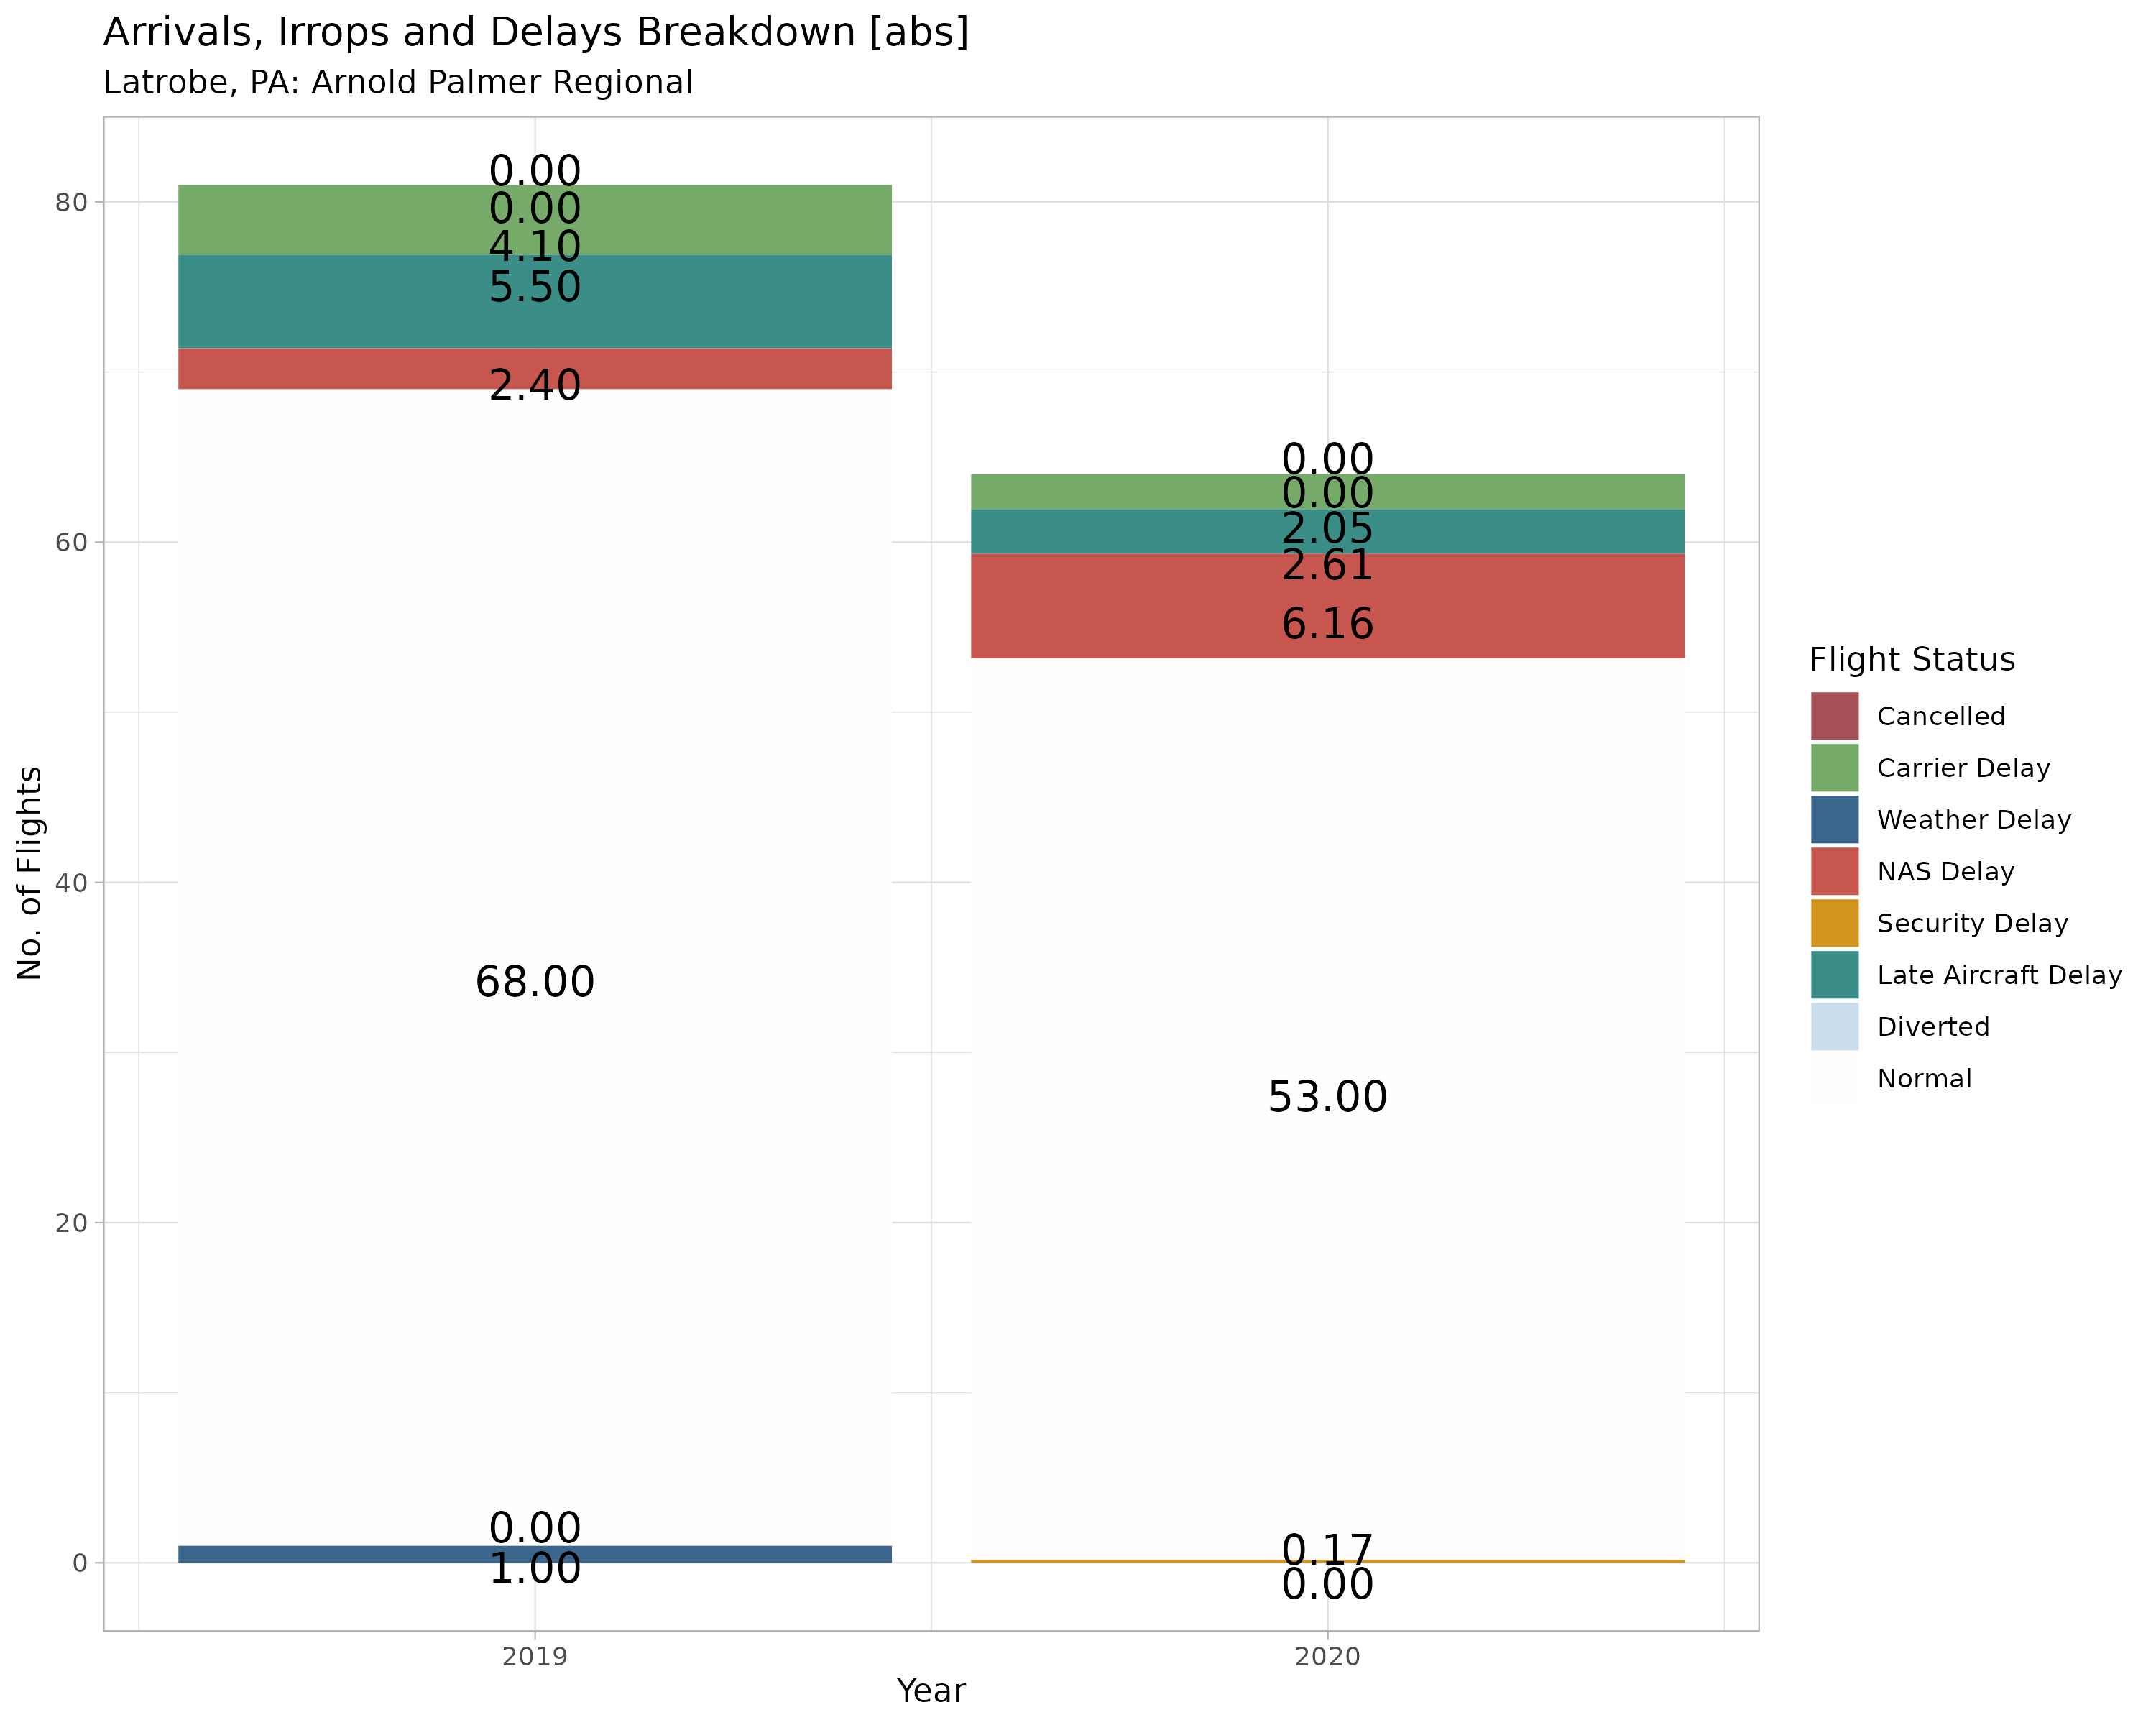 Arrivals, Irrops and Delays Breakdown [abs]
Latrobe, PA: Arnold Palmer Regional
No. of Flights
80
60
40
20
0
0.00
0.00
4.10
5.50
2.40
68.00
0.00
1.00
0.00
0.00
2.05
2.61
6.16
53.00
0.17
0.00
2019
2020
Year
Flight Status
Cancelled
Carrier Delay
Weather Delay
NAS Delay
Security Delay
Late Aircraft Delay
Diverted
Normal